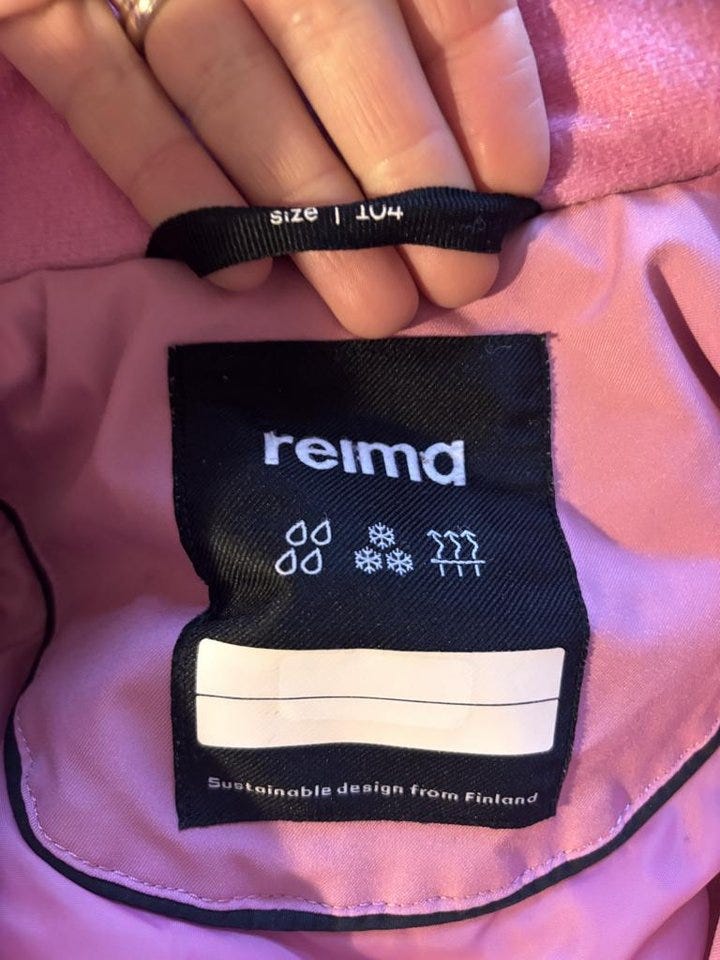 size | 104
reima
Sustainable design from Finland